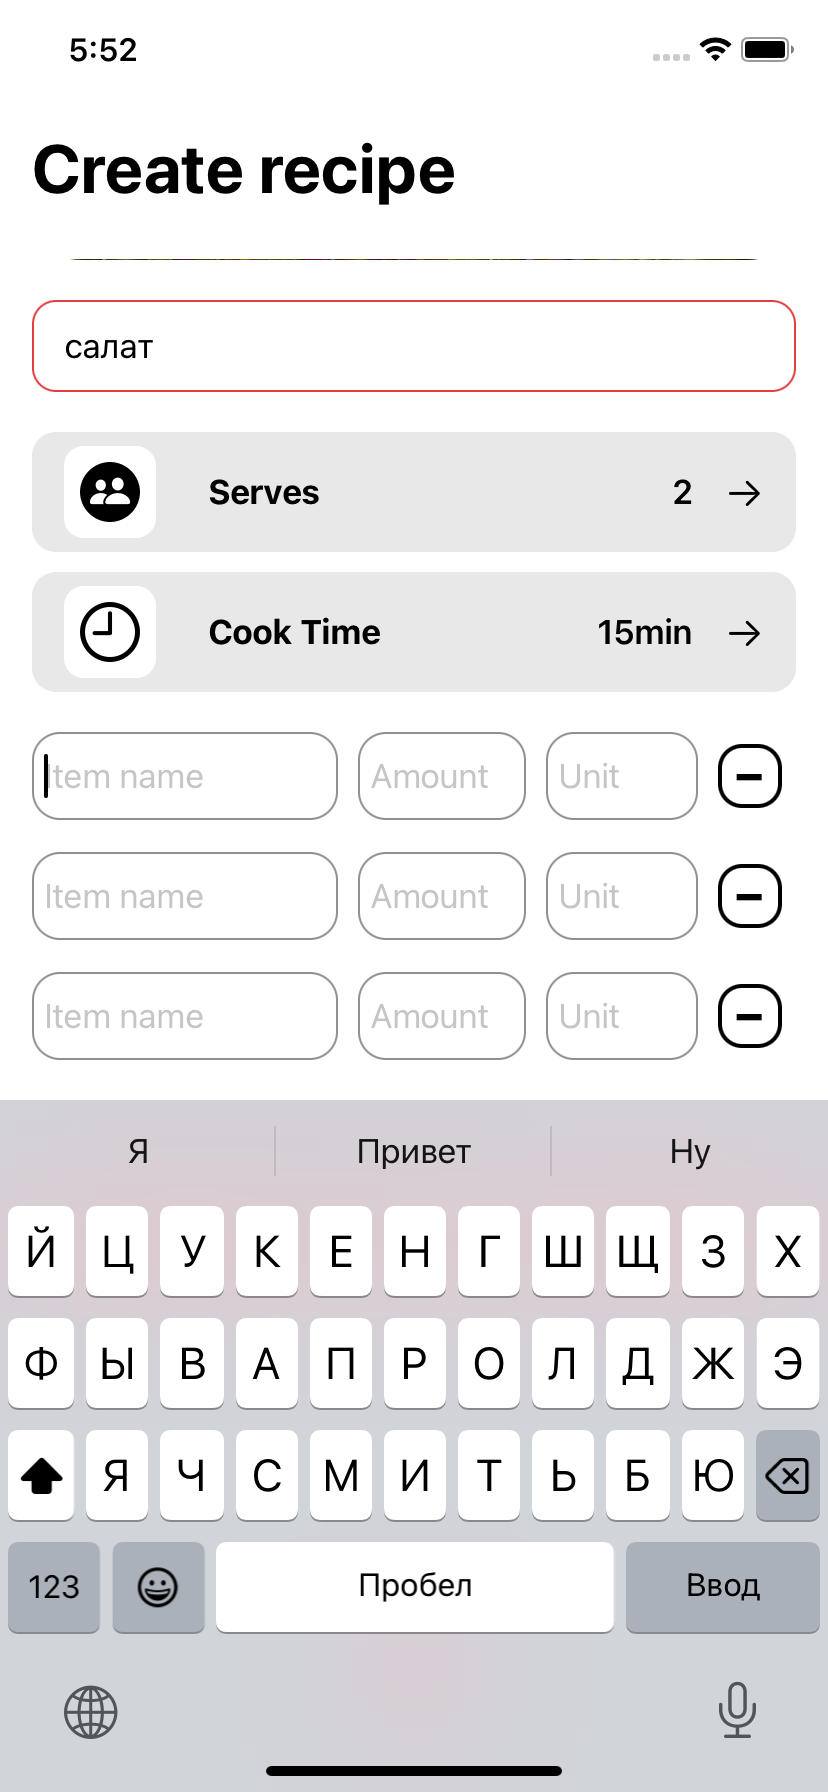 5:52
Create recipe
салат
Serves 2
Cook Time 15min
Item name Amount Unit
Item name Amount Unit
Item name Amount Unit
Я Привет Ну
Й Ц У К Е Н Г Ш Щ З Х
Ф Ы В А П Р О Л Д Ж Э
Я Ч С М И Т Ь Б Ю
123 Пробел Ввод